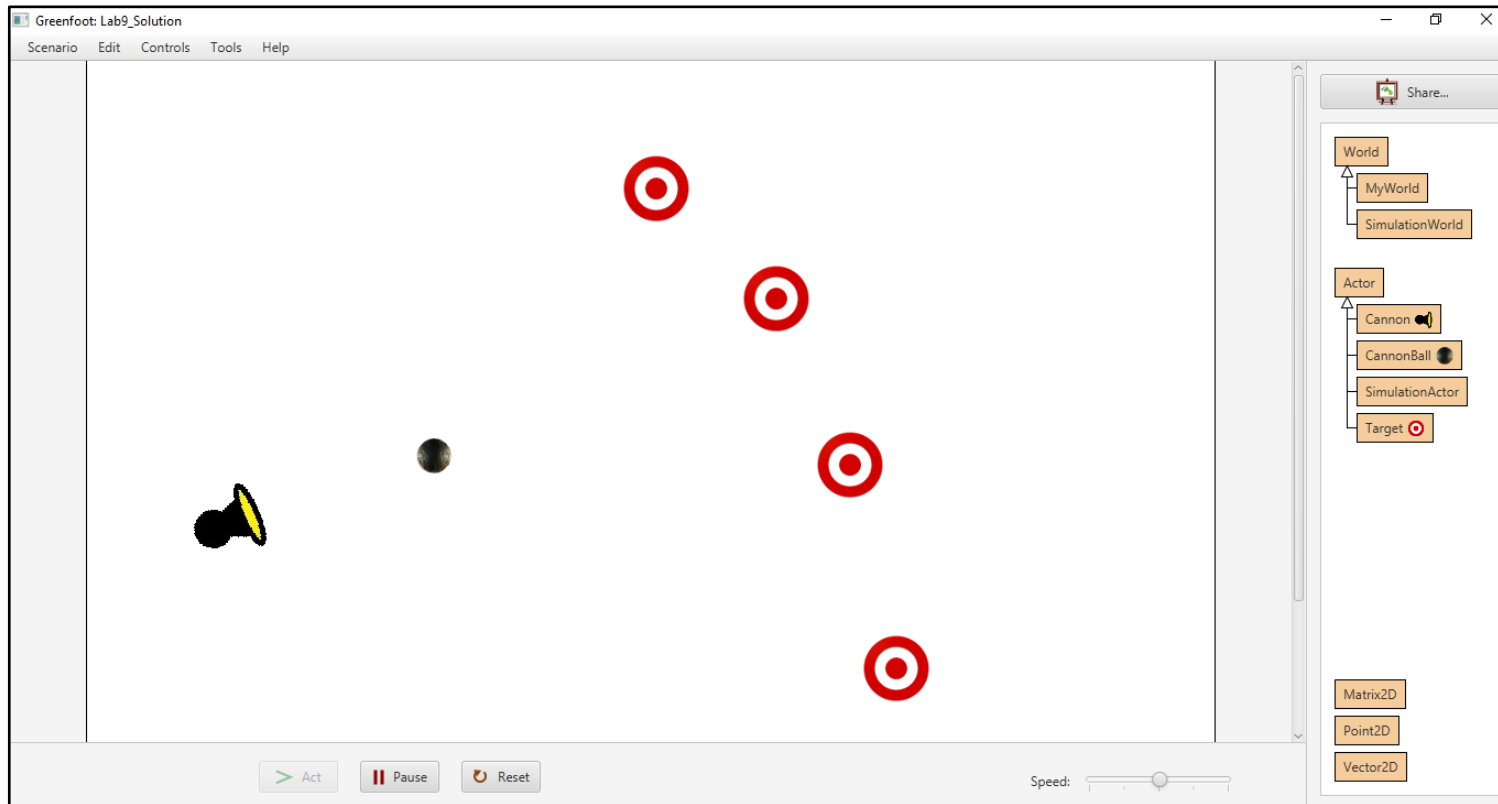 Greenfoot: Lab9_Solution
Scenario Edit Controls Tools Help
Share...
World
MyWorld
SimulationWorld
Actor
Cannon
CannonBall
SimulationActor
Target
Matrix2D
Point2D
Vector2D
Act Pause Reset Speed: